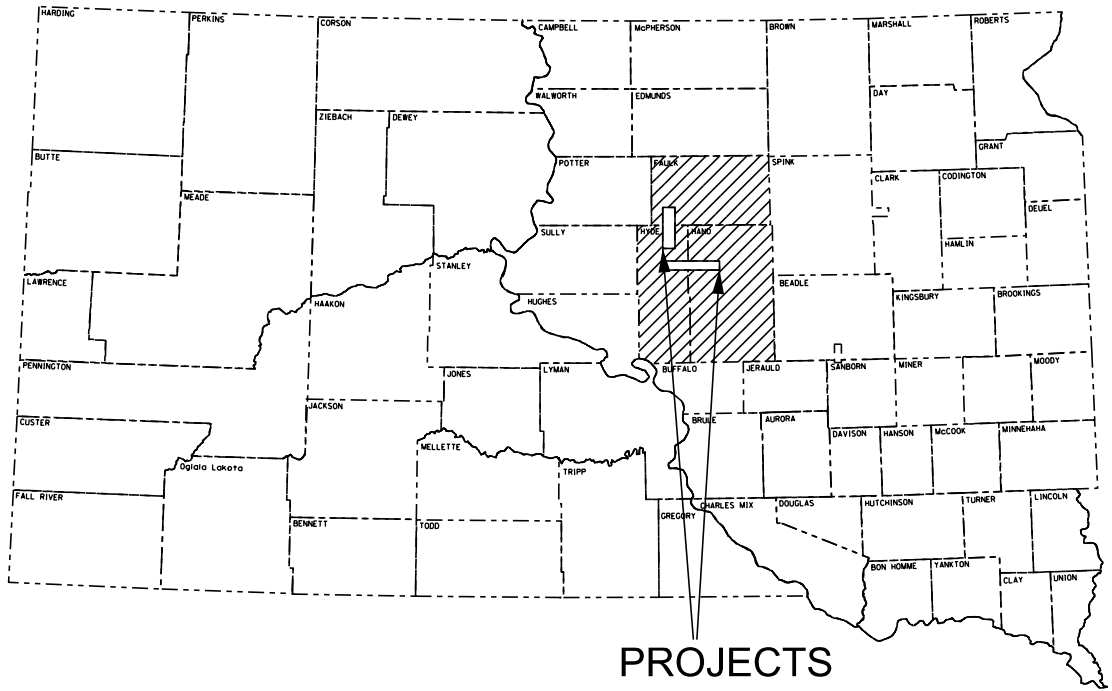 HARDING
PERKINS
CORSON
CAMPBELL
McPHERSON
BROWN
MARSHALL
ROBERTS
WALWORTH
EDMUNDS
DAY
ZIEBACH
DEWEY
GRANT
BUTTE
POTTER
FAULK
SPINK
CLARK
CODINGTON
MEADE
DEUEL
SULLY
HYDE
HAND
HAMLIN
STANLEY
LAWRENCE
BEADLE
HAAKON
HUGHES
KINGSBURY
BROOKINGS
PENNINGTON
JONES
LYMAN
BUFFALO
JERAULD
SANBORN
MINER
MOODY
JACKSON
CUSTER
MELLETTE
BRULE
AURORA
DAVISON
HANSON
McCOOK
MINNEHAHA
Oglala Lakota
TRIPP
FALL RIVER
GREGORY
CHARLES MIX
DOUGLAS
HUTCHINSON
TURNER
LINCOLN
BENNETT
TODD
BON HOMME
YANKTON
CLAY
UNION
PROJECTS